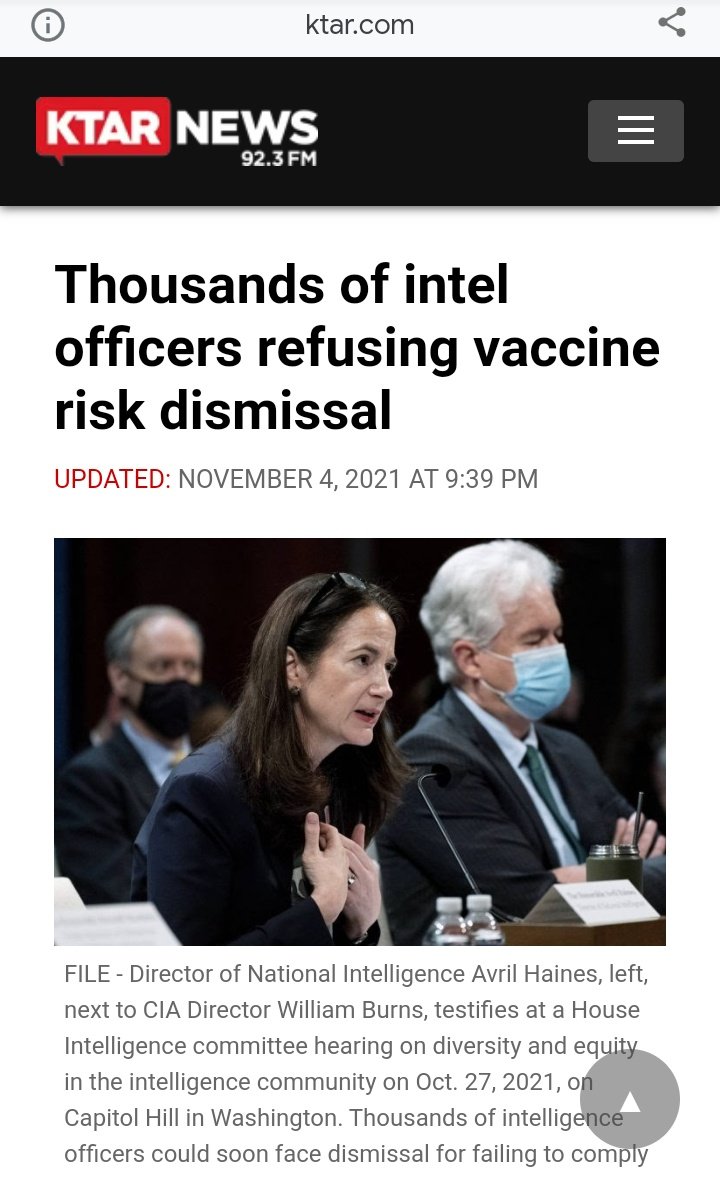 ktar.com
KTAR NEWS
92.3 FM
Thousands of intel
officers refusing vaccine
risk dismissal
UPDATED: NOVEMBER 4, 2021 AT 9:39 PM
FILE - Director of National Intelligence Avril Haines, left,
next to CIA Director William Burns, testifies at a House
Intelligence committee hearing on diversity and equity
in the intelligence community on Oct. 27, 2021, on
Capitol Hill in Washington. Thousands of intelligence
officers could soon face dismissal for failing to comply